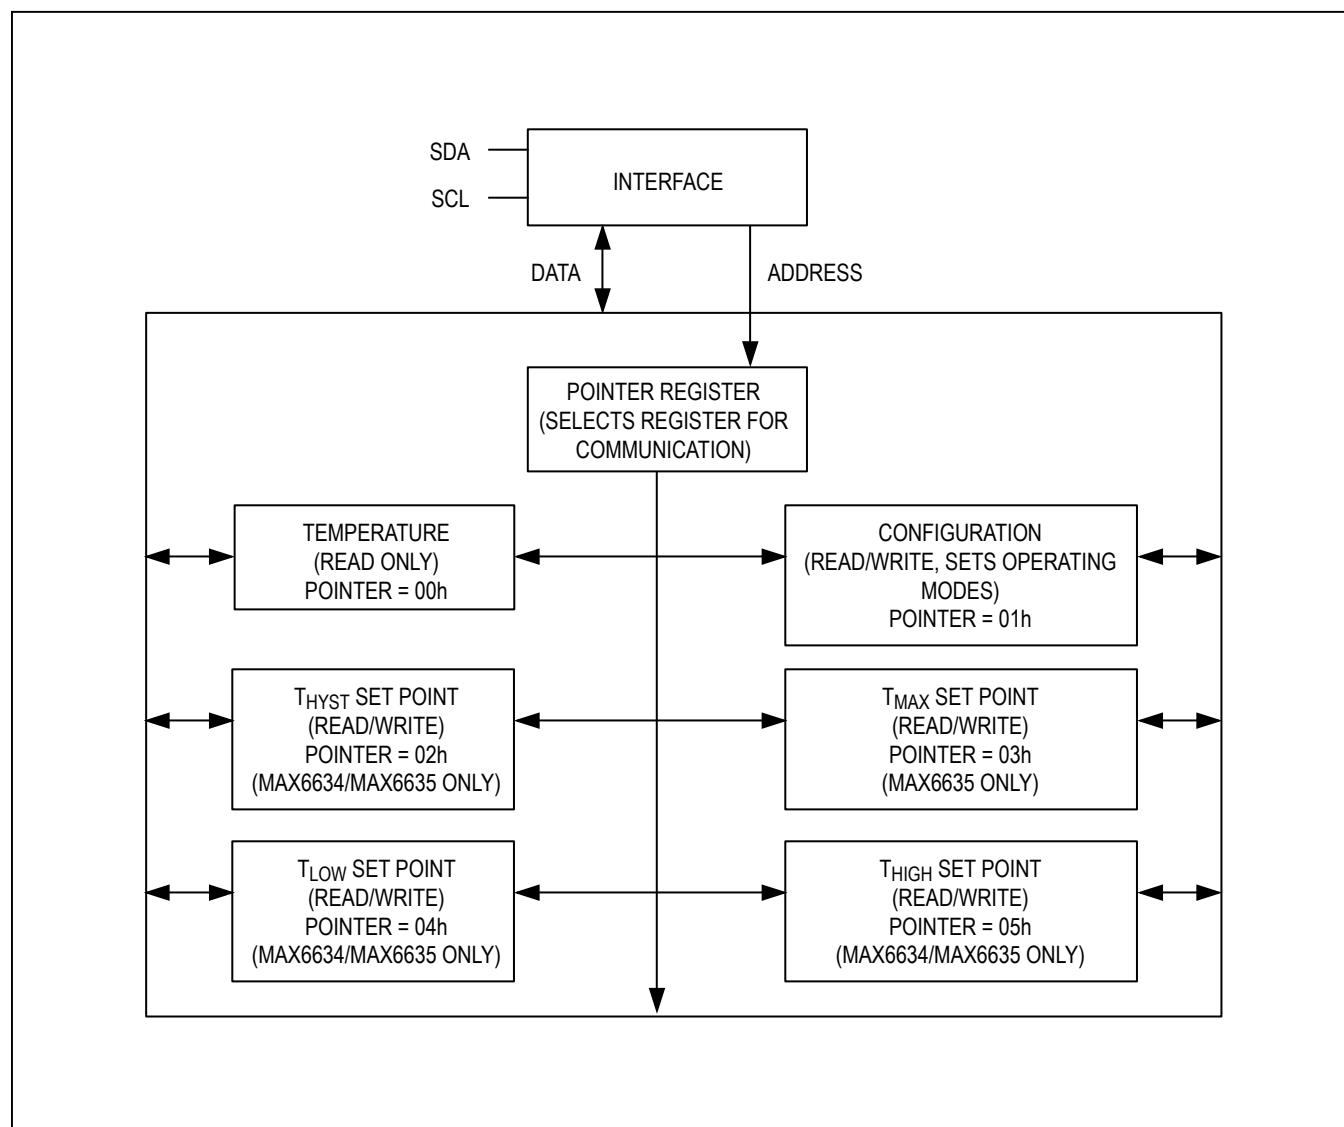 SDA
SCL
INTERFACE
DATA
ADDRESS
POINTER REGISTER
(SELECTS REGISTER FOR
COMMUNICATION)
TEMPERATURE
(READ ONLY)
POINTER = 00h
CONFIGURATION
(READ/WRITE, SETS OPERATING
MODES)
POINTER = 01h
THYST SET POINT
(READ/WRITE)
POINTER = 02h
(MAX6634/MAX6635 ONLY)
TMAX SET POINT
(READ/WRITE)
POINTER = 03h
(MAX6635 ONLY)
TLOW SET POINT
(READ/WRITE)
POINTER = 04h
(MAX6634/MAX6635 ONLY)
THIGH SET POINT
(READ/WRITE)
POINTER = 05h
(MAX6634/MAX6635 ONLY)